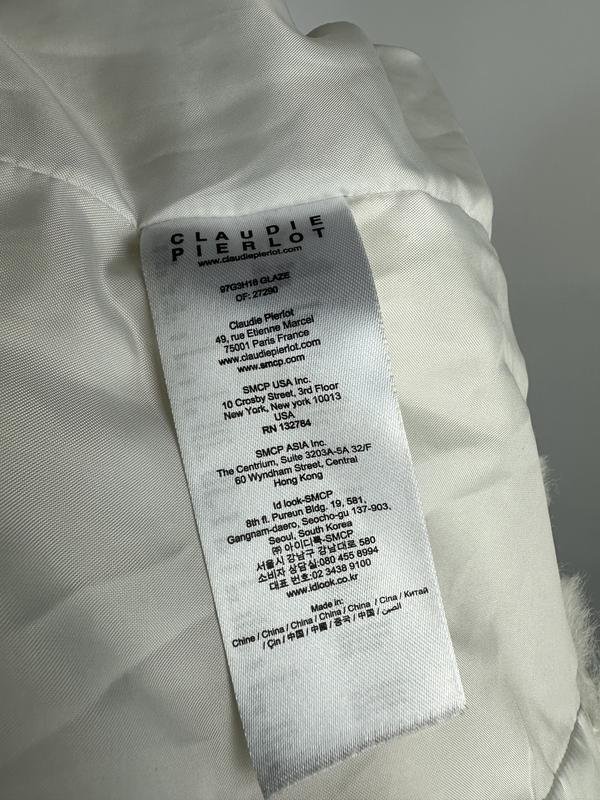 CLAUDIE
PIERLOT
www.claudiepierlot.com
97G3H18 GLAZE
OF: 27290
Claudie Pierlot
49, rue Etienne Marcel
75001 Paris France
www.claudiepierlot.com
www.smcp.com
SMCP USA Inc.
10 Crosby Street, 3rd Floor
New York, New york 10013
USA
RN 132784
SMCP ASIA Inc.
The Centrium, Suite 3203A-5A 32/F
60 Wyndham Street, Central
Hong Kong
Id look-SMCP
8th fl. Pureun Bldg. 19, 581,
Gangnam-daero, Seocho-gu 137-903,
Seoul, South Korea
㈜ 아이디룩-SMCP
서울시 강남구 강남대로 580
소비자 상담실:080 455 8994
대표 번호:02 3438 9100
www.idlook.co.kr
Made in:
Chine / China / China / China / China / Cina / Китай
/ Çin / 中国 / 中國 / 중국 / 中国 / الصين